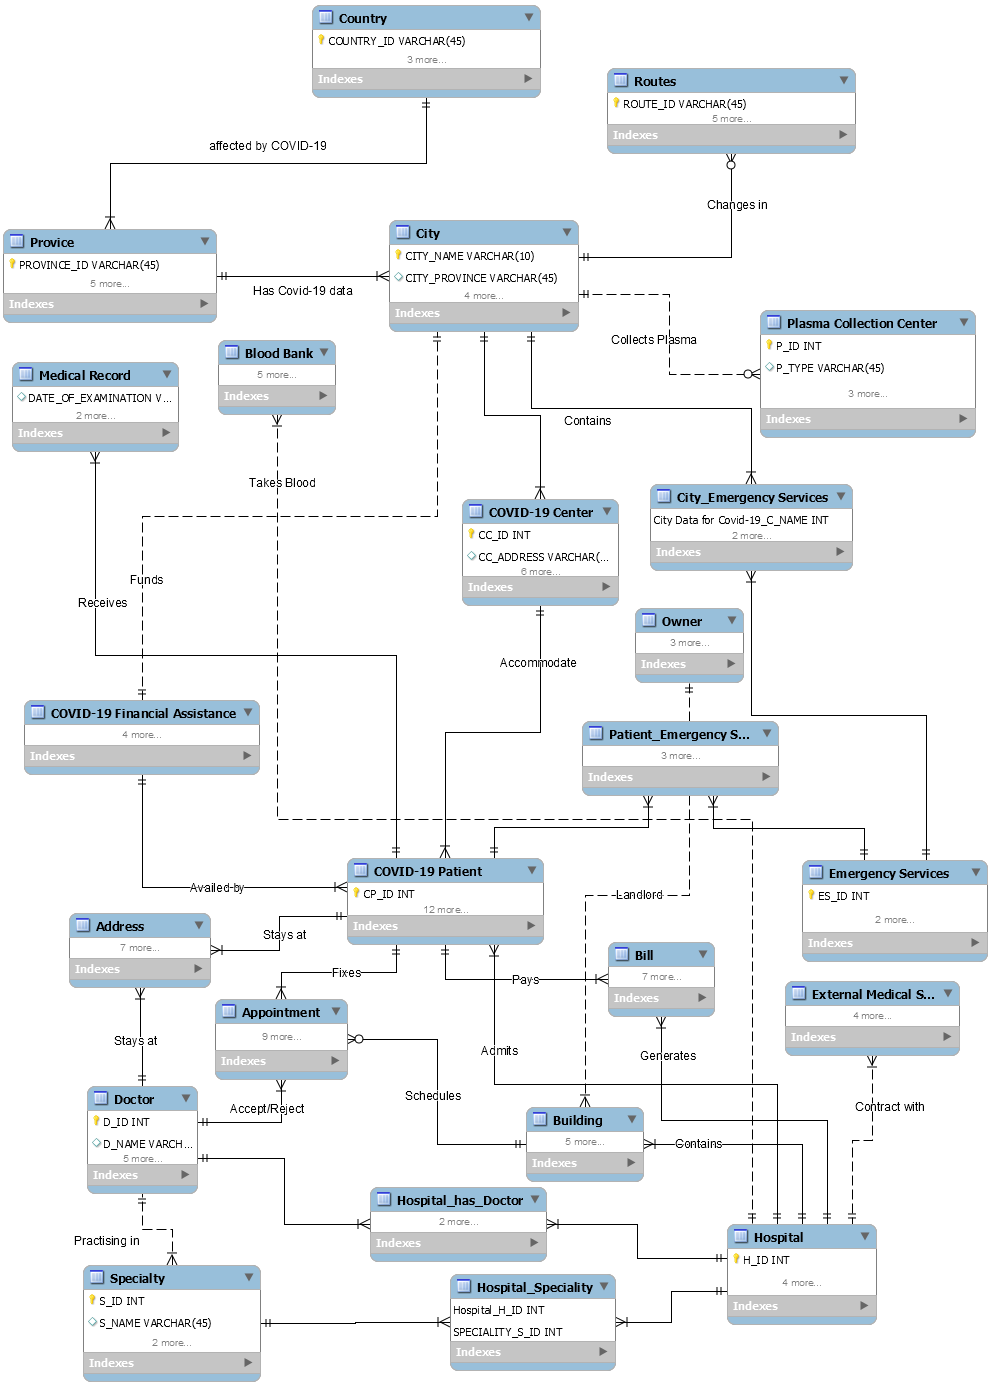 Country
COUNTRY_ID VARCHAR(45)
3 more...
Indexes
Routes
ROUTE_ID VARCHAR(45)
5 more...
Indexes
affected by COVID-19
Changes in
Provice
PROVINCE_ID VARCHAR(45)
5 more...
Indexes
Has Covid-19 data
City
CITY_NAME VARCHAR(10)
CITY_PROVINCE VARCHAR(45)
4 more...
Indexes
Collects Plasma
Plasma Collection Center
P_ID INT
P_TYPE VARCHAR(45)
3 more...
Indexes
Medical Record
DATE_OF_EXAMINATION V...
2 more...
Indexes
Blood Bank
5 more...
Indexes
Takes Blood
Contains
COVID-19 Center
CC_ID INT
CC_ADDRESS VARCHAR(...
6 more...
Indexes
City_Emergency Services
City Data for Covid-19_C_NAME INT
2 more...
Indexes
Funds
Receives
Accommodate
Owner
3 more...
Indexes
COVID-19 Financial Assistance
4 more...
Indexes
Patient_Emergency S...
3 more...
Indexes
Availed by
COVID-19 Patient
CP_ID INT
12 more...
Indexes
Landlord
Emergency Services
ES_ID INT
2 more...
Indexes
Address
7 more...
Indexes
Stays at
Fixes
Pays
Bill
7 more...
Indexes
External Medical S...
4 more...
Indexes
Appointment
9 more...
Indexes
Stays at
Admits
Generates
Accept/Reject
Schedules
Contract with
Doctor
D_ID INT
D_NAME VARCH...
5 more...
Indexes
Building
5 more...
Indexes
Contains
Hospital_has_Doctor
2 more...
Indexes
Practising in
Hospital
H_ID INT
4 more...
Indexes
Specialty
S_ID INT
S_NAME VARCHAR(45)
2 more...
Indexes
Hospital_Speciality
Hospital_H_ID INT
SPECIALITY_S_ID INT
Indexes